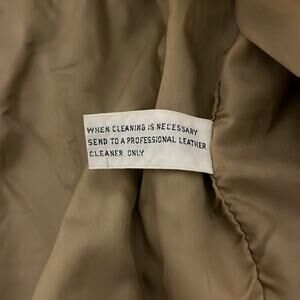 WHEN CLEANING IS NECESSARY
SEND TO A PROFESSIONAL LEATHER
CLEANER ONLY